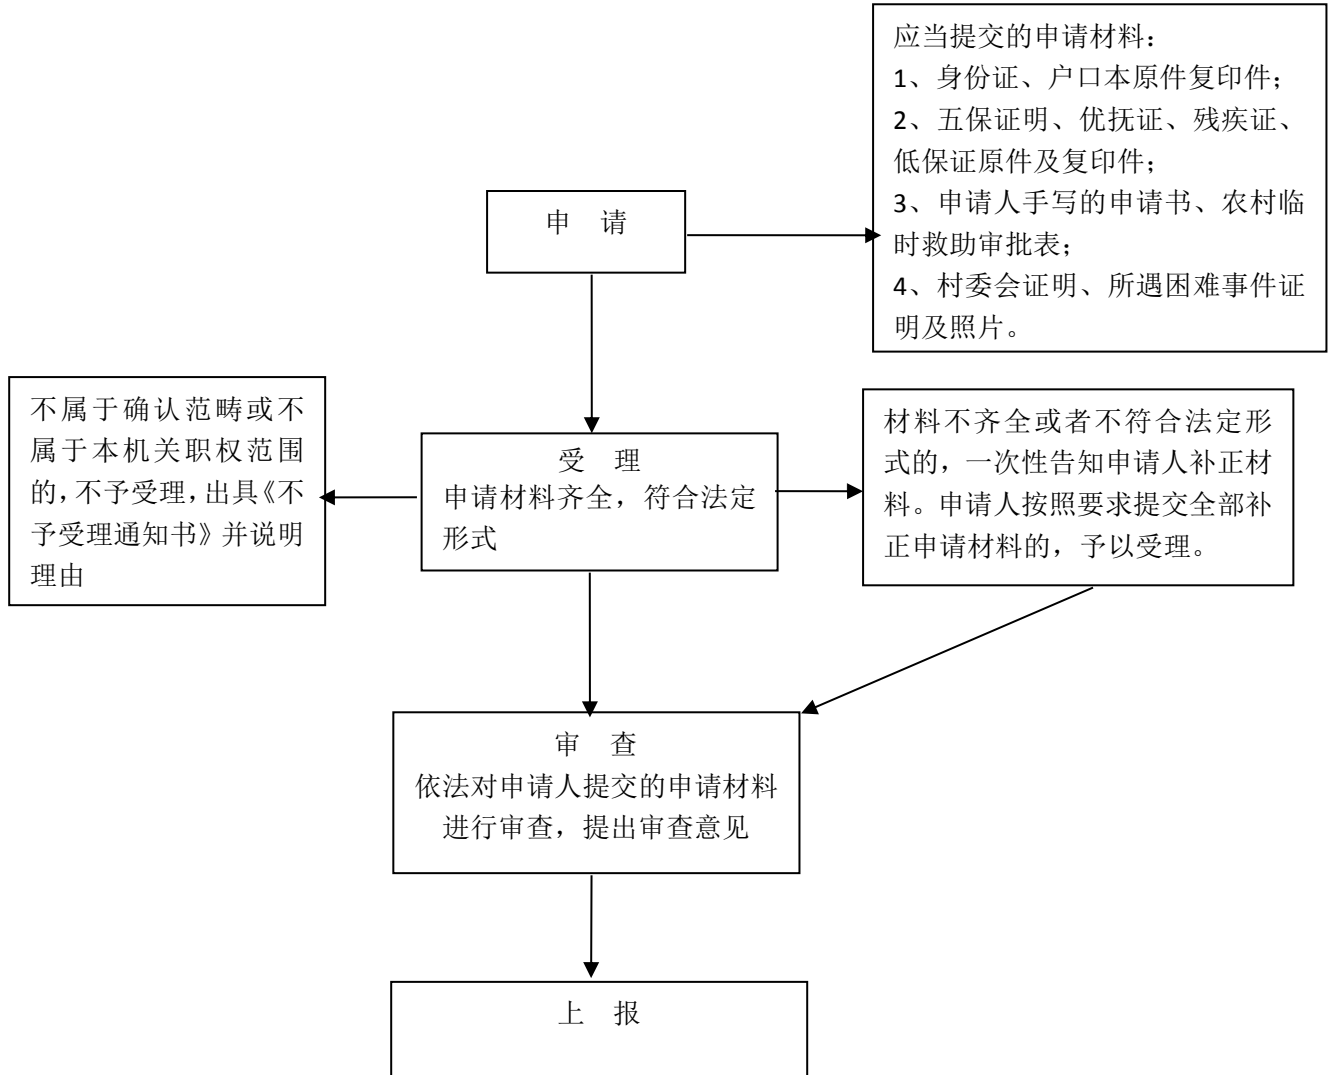 应当提交的申请材料：
1、身份证、户口本原件复印件；
2、五保证明、优抚证、残疾证、
低保证原件及复印件；
3、申请人手写的申请书、农村临
时救助审批表；
4、村委会证明、所遇困难事件证
明及照片。
申 请
不属于确认范畴或不
属于本机关职权范围
的，不予受理，出具《不
予受理通知书》并说明
理由
受 理
申请材料齐全，符合法定
形式
材料不齐全或者不符合法定形
式的，一次性告知申请人补正材
料。申请人按照要求提交全部补
正申请材料的，予以受理。
审 查
依法对申请人提交的申请材料
进行审查，提出审查意见
上 报